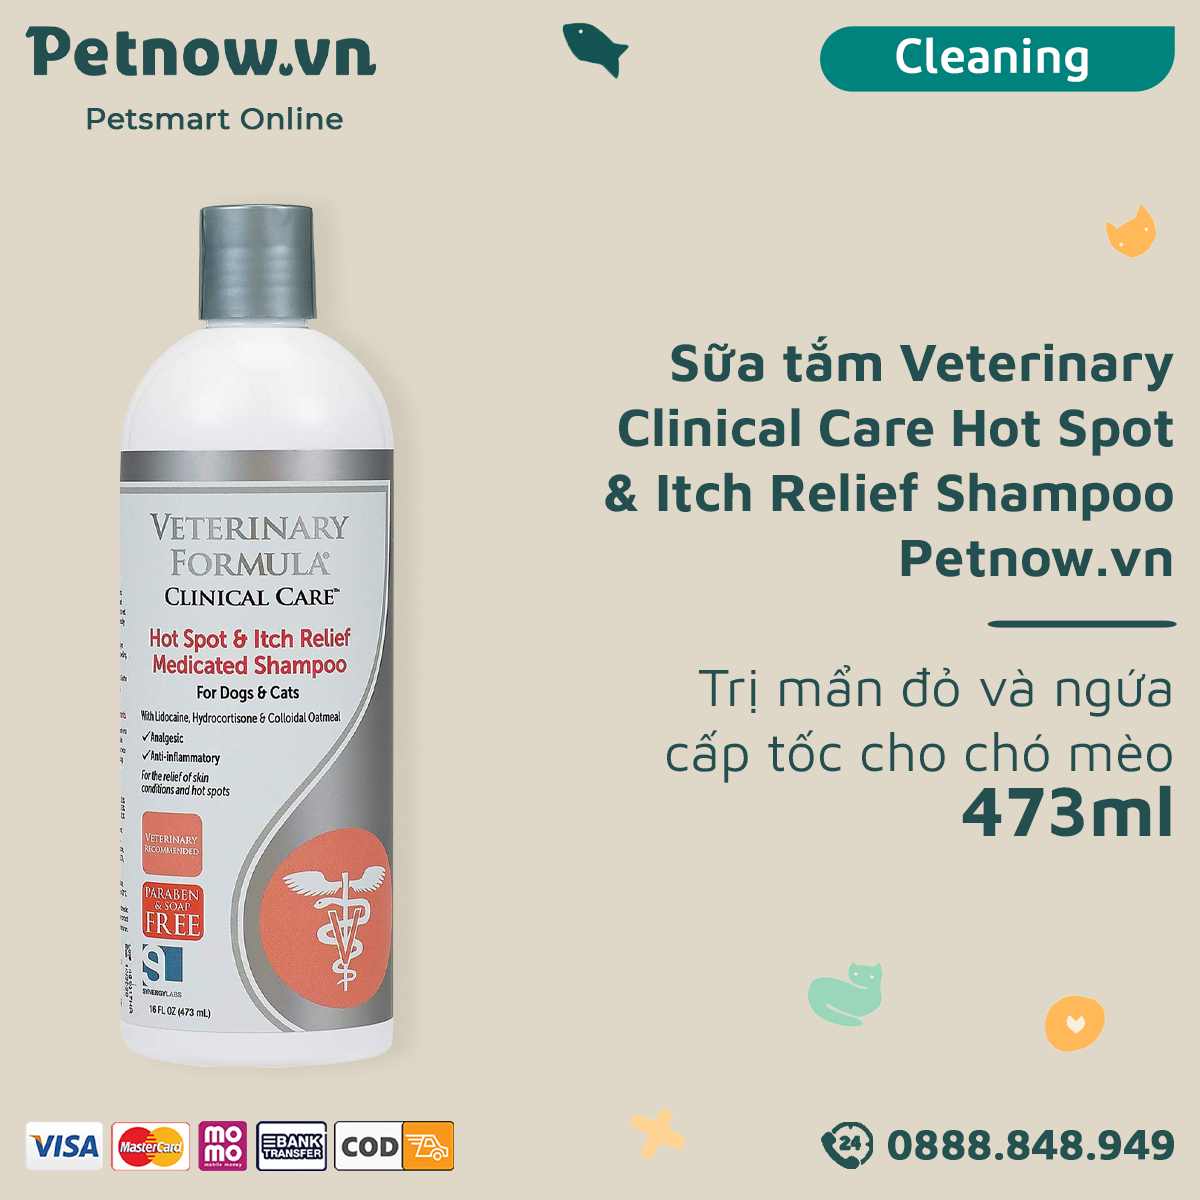 Petnow.vn
Petsmart Online
Cleaning
Sữa tắm Veterinary
Clinical Care Hot Spot
& Itch Relief Shampoo
Petnow.vn
Trị mẩn đỏ và ngứa
cấp tốc cho chó mèo
473ml
VETERINARY
FORMULA®
CLINICAL CARE™
Hot Spot & Itch Relief
Medicated Shampoo
For Dogs & Cats
With Lidocaine, Hydrocortisone & Colloidal Oatmeal
✓Analgesic
✓Anti-inflammatory
For the relief of skin
conditions and hot spots
VETERINARY
RECOMMENDED
PARABEN
& SOAP
FREE
SYNERGYLABS
16 FL OZ (473 mL)
VISA
MasterCard
mo
mo
mobile money
BANK
TRANSFER
COD
24
0888.848.949